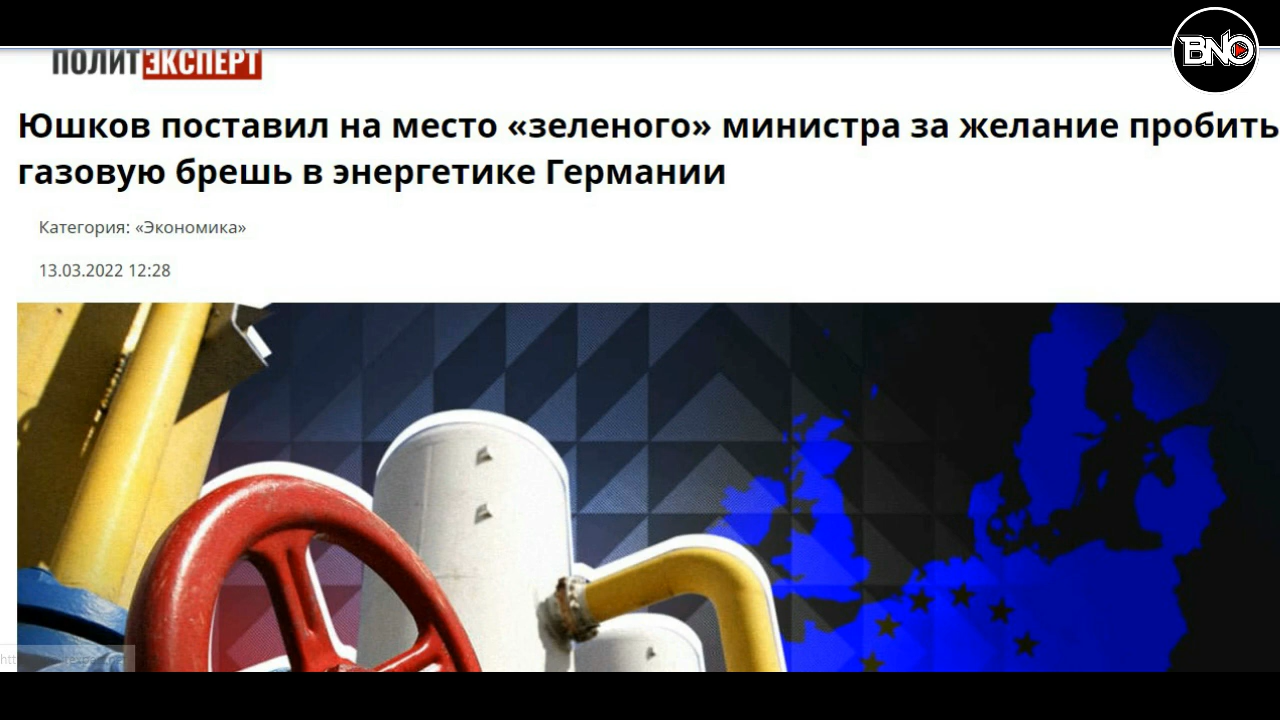 ПОЛИТЭКСПЕРТ
BNO
Юшков поставил на место «зеленого» министра за желание пробить
газовую брешь в энергетике Германии
Категория: «Экономика»
13.03.2022 12:28